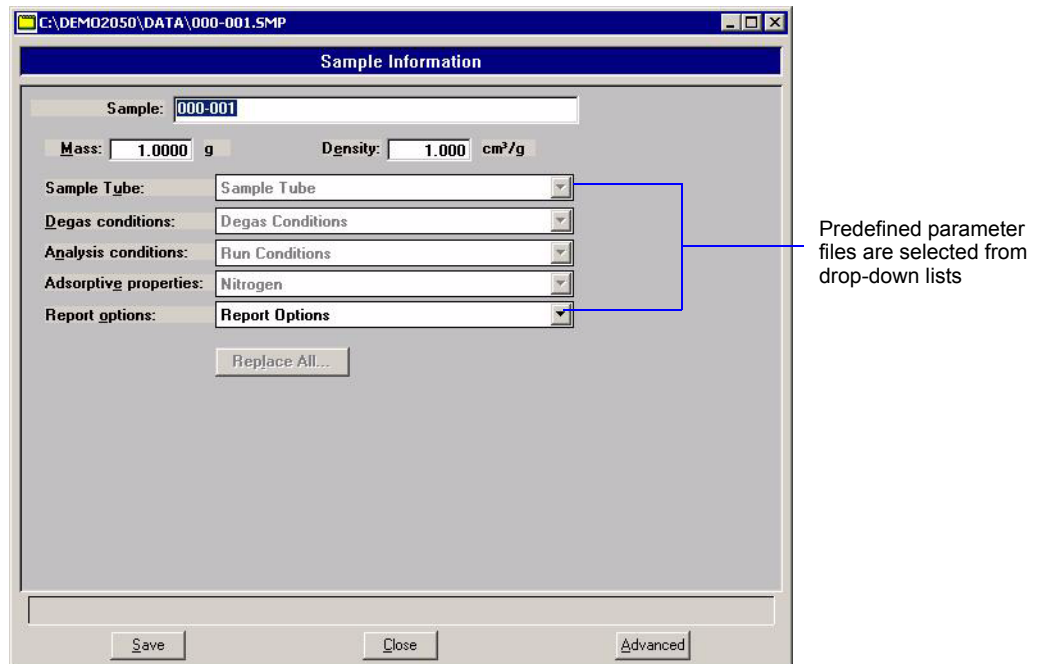 C:\DEMO2050\DATA\000-001.SMP
Sample Information
Sample: 000-001
Mass: 1.0000 g Density: 1.000 cm³/g
Sample Tube: Sample Tube
Degas conditions: Degas Conditions
Analysis conditions: Run Conditions
Adsorptive properties: Nitrogen
Report options: Report Options
Replace All...
Predefined parameter
files are selected from
drop-down lists
Save Close Advanced